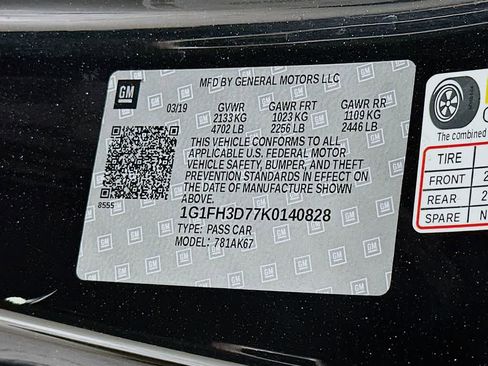 GM
MFD BY GENERAL MOTORS LLC
03/19 GVWR GAWR FRT GAWR RR
2133 KG 1023 KG 1109 KG
4702 LB 2256 LB 2446 LB
THIS VEHICLE CONFORMS TO ALL
APPLICABLE U.S. FEDERAL MOTOR
VEHICLE SAFETY, BUMPER, AND THEFT
PREVENTION STANDARDS IN EFFECT ON
THE DATE OF MANUFACTURE SHOWN
ABOVE.
8555
1G1FH3D77K0140828
TYPE: PASS CAR
MODEL: 781AK67
The combined
TIRE
FRONT 2
REAR 2
SPARE N